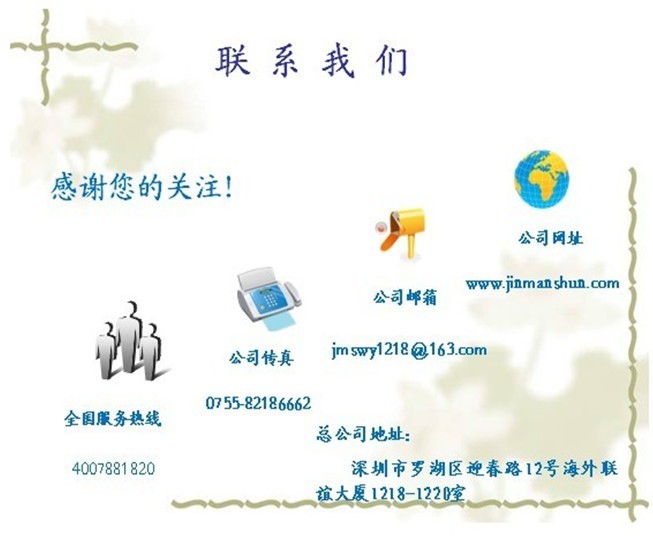 联系我们
感谢您的关注!
公司网址
www.jinmanshun.com
公司邮箱
jmswy1218@163.com
公司传真
0755-82186662
全国服务热线
4007881820
总公司地址:
深圳市罗湖区迎春路12号海外联
谊大厦1218-1220室